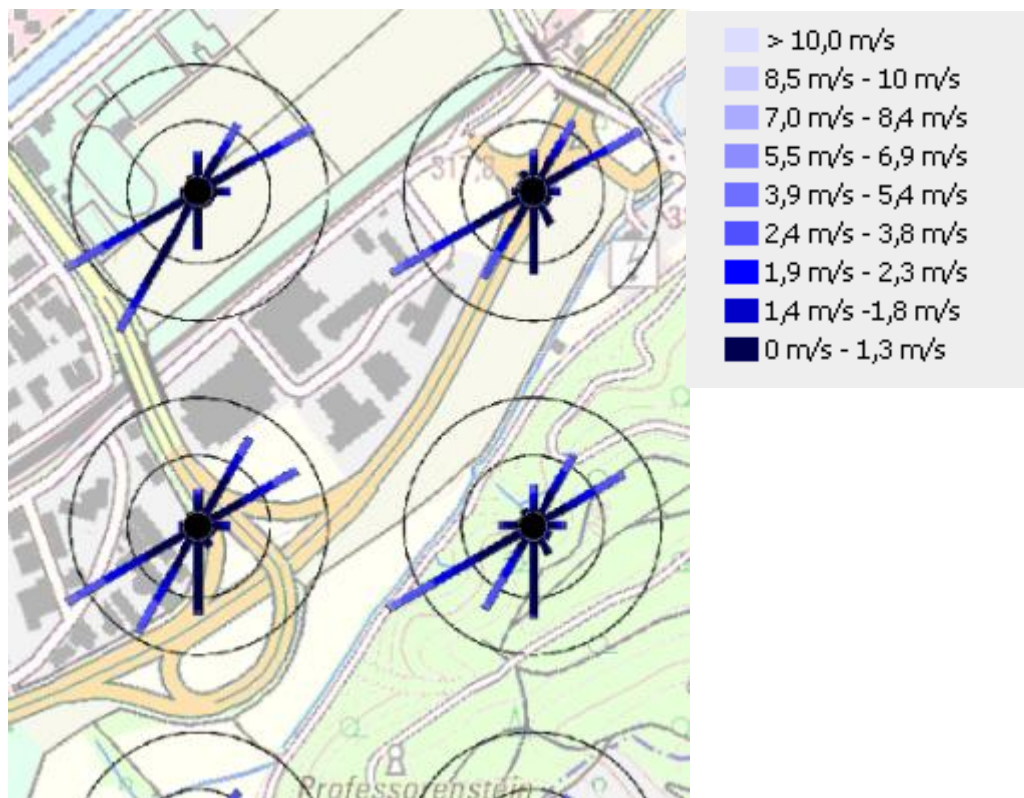 > 10,0 m/s
8,5 m/s - 10 m/s
7,0 m/s - 8,4 m/s
5,5 m/s - 6,9 m/s
3,9 m/s - 5,4 m/s
2,4 m/s - 3,8 m/s
1,9 m/s - 2,3 m/s
1,4 m/s -1,8 m/s
0 m/s - 1,3 m/s
Professorenstein